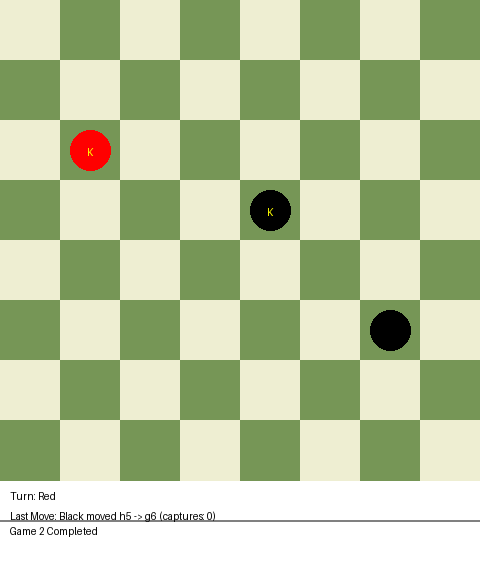 K
K
Turn: Red
Last Move: Black moved h5 -> g6 (captures: 0)
Game 2 Completed